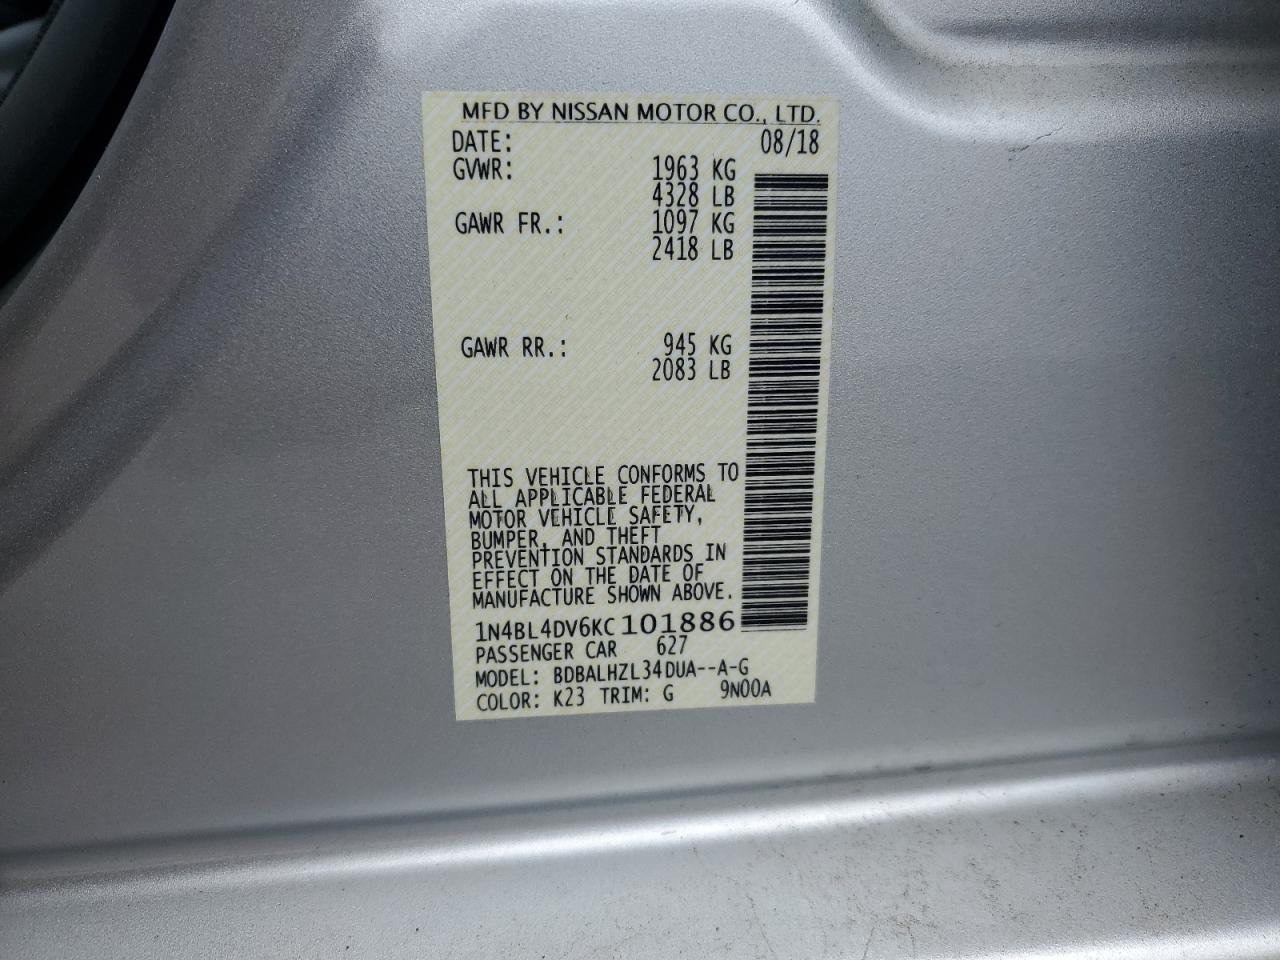 MFD BY NISSAN MOTOR CO., LTD.
DATE: 08/18
GVWR: 1963 KG
4328 LB
GAWR FR.: 1097 KG
2418 LB
GAWR RR.: 945 KG
2083 LB
THIS VEHICLE CONFORMS TO
ALL APPLICABLE FEDERAL
MOTOR VEHICLE SAFETY,
BUMPER, AND THEFT
PREVENTION STANDARDS IN
EFFECT ON THE DATE OF
MANUFACTURE SHOWN ABOVE.
1N4BL4DV6KC101886
PASSENGER CAR 627
MODEL: BDBALHZL34DUA--A-G
COLOR: K23 TRIM: G 9N00A